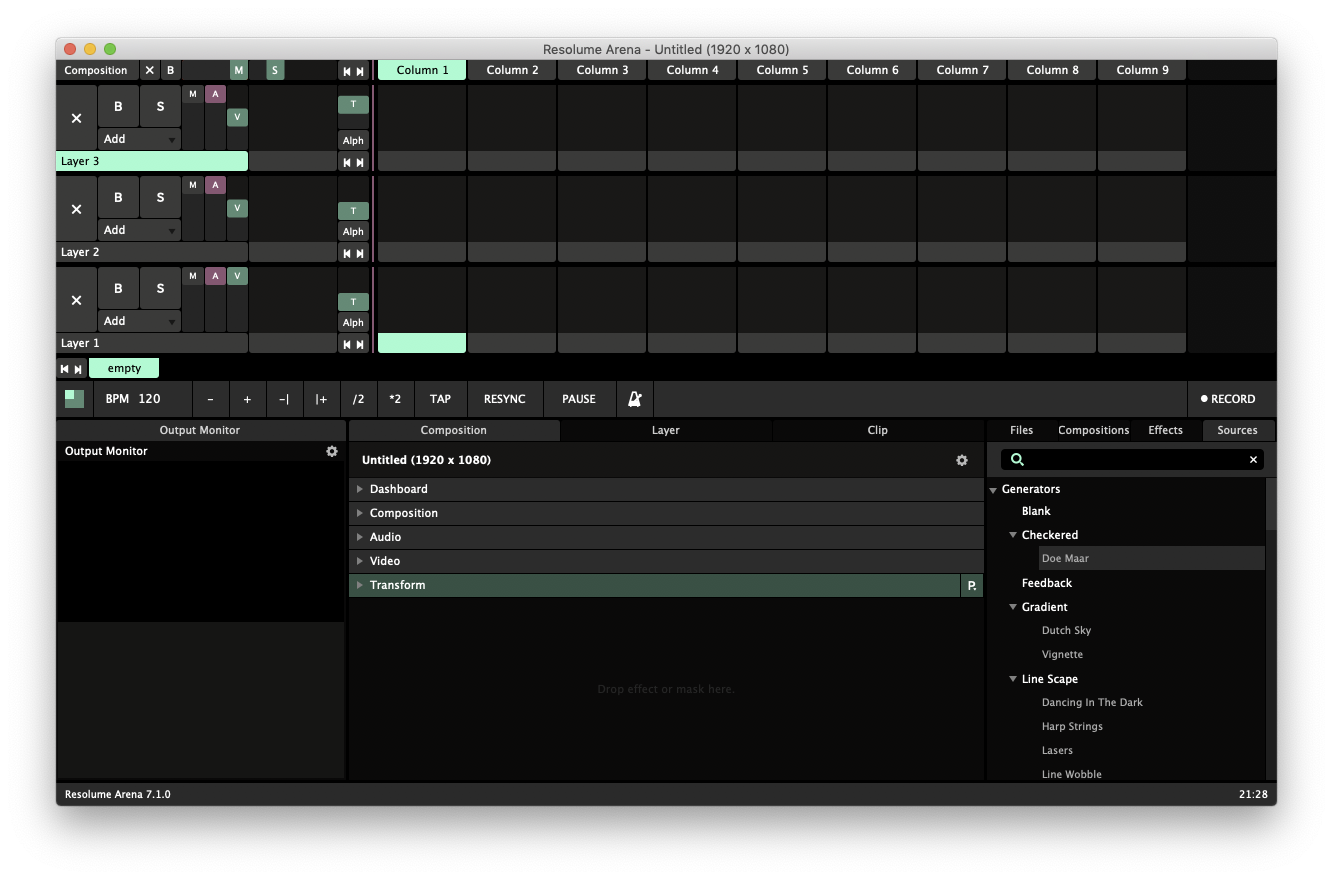 Resolume Arena - Untitled (1920 x 1080)
Composition ✕ B M S Column 1 Column 2 Column 3 Column 4 Column 5 Column 6 Column 7 Column 8 Column 9
✕ B S M A V T
Add Alph
Layer 3
✕ B S M A V T
Add Alph
Layer 2
✕ B S M A V T
Add Alph
Layer 1
empty
BPM 120 - + -| |+ /2 *2 TAP RESYNC PAUSE RECORD
Output Monitor Composition Layer Clip Files Compositions Effects Sources
Output Monitor
Untitled (1920 x 1080)
Dashboard
Composition
Audio
Video
Transform P.
Drop effect or mask here.
Generators
Blank
Checkered
Doe Maar
Feedback
Gradient
Dutch Sky
Vignette
Line Scape
Dancing In The Dark
Harp Strings
Lasers
Line Wobble
Resolume Arena 7.1.0 21:28